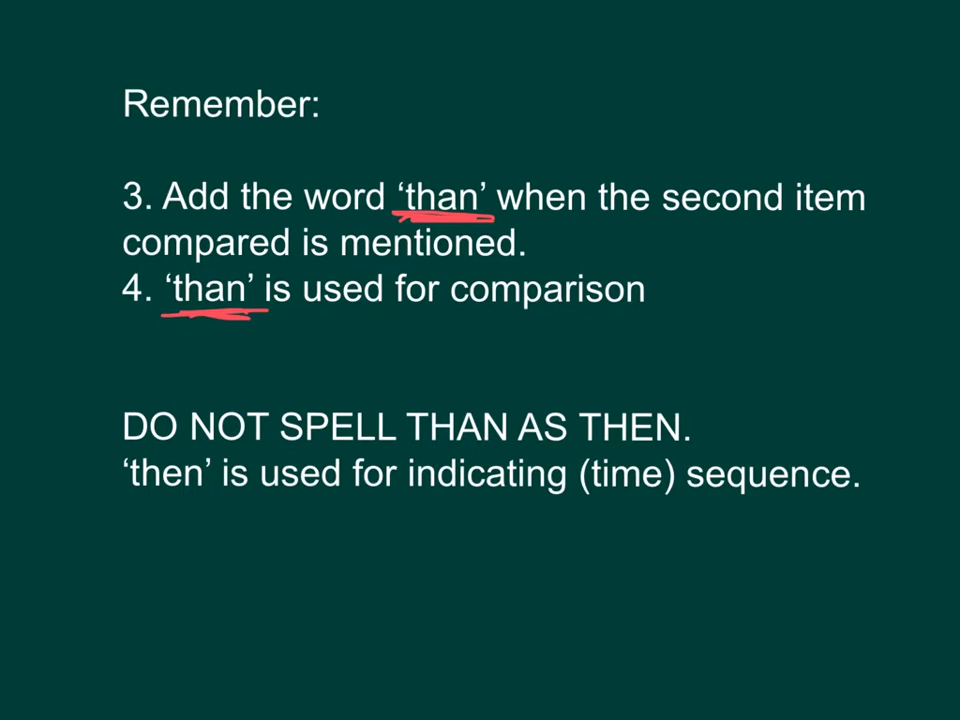 Remember:
3. Add the word ‘than’ when the second item
compared is mentioned.
4. ‘than’ is used for comparison
DO NOT SPELL THAN AS THEN.
‘then’ is used for indicating (time) sequence.